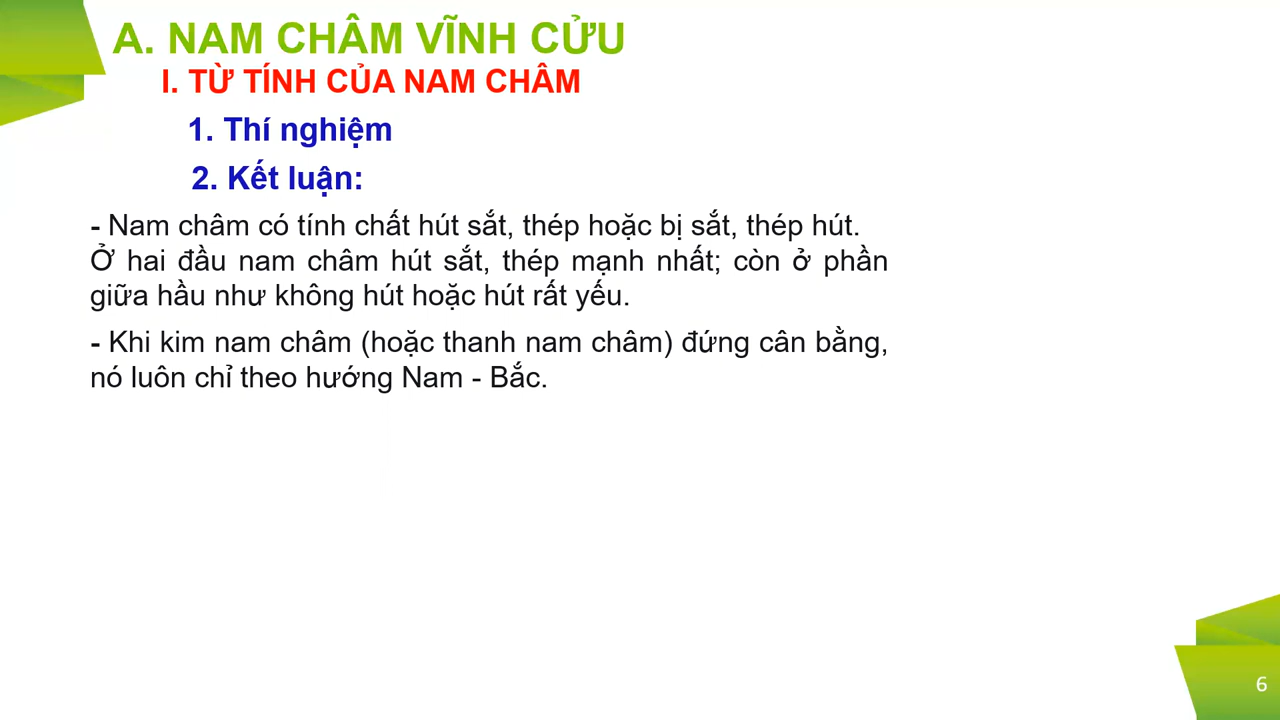 A. NAM CHÂM VĨNH CỬU
I. TỪ TÍNH CỦA NAM CHÂM
1. Thí nghiệm
2. Kết luận:
- Nam châm có tính chất hút sắt, thép hoặc bị sắt, thép hút.
Ở hai đầu nam châm hút sắt, thép mạnh nhất; còn ở phần
giữa hầu như không hút hoặc hút rất yếu.
- Khi kim nam châm (hoặc thanh nam châm) đứng cân bằng,
nó luôn chỉ theo hướng Nam - Bắc.
6